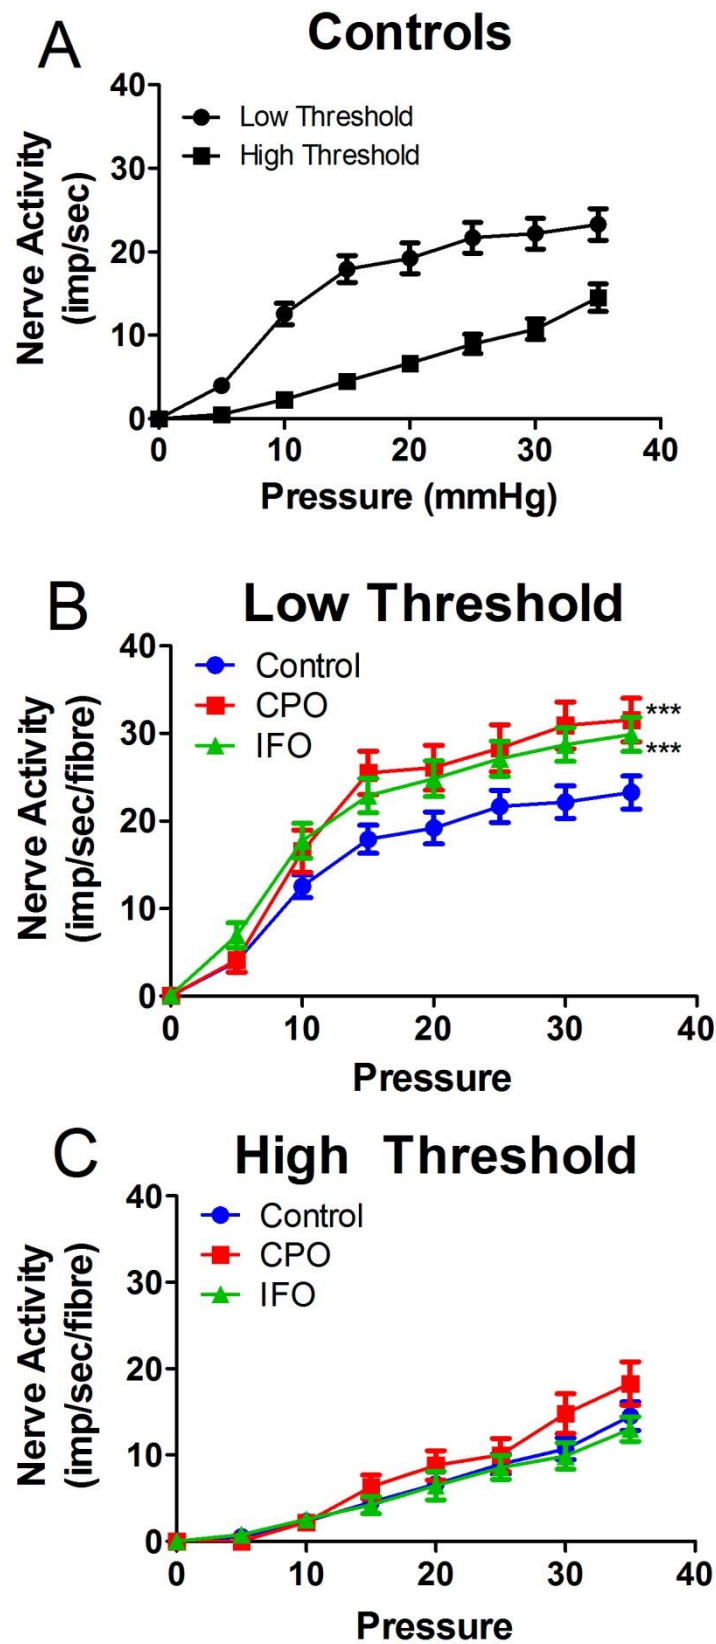 A
Controls
Nerve Activity
(imp/sec)
40
30
20
10
0
Low Threshold
High Threshold
0
10
20
30
40
Pressure (mmHg)
B
Low Threshold
Nerve Activity
(imp/sec/fibre)
40
30
20
10
0
Control
CPO
IFO
***
***
0
10
20
30
40
Pressure
C
High Threshold
Nerve Activity
(imp/sec/fibre)
40
30
20
10
0
Control
CPO
IFO
0
10
20
30
40
Pressure